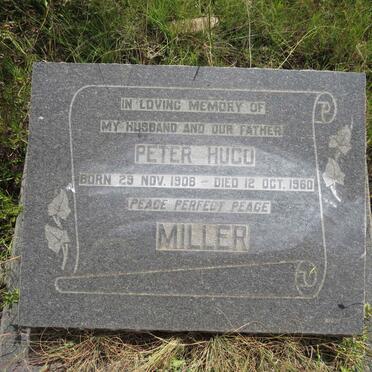 IN LOVING MEMORY OF
MY HUSBAND AND OUR FATHER
PETER HUGO
BORN 29 NOV. 1908 – DIED 12 OCT. 1960
PEACE PERFECT PEACE
MILLER